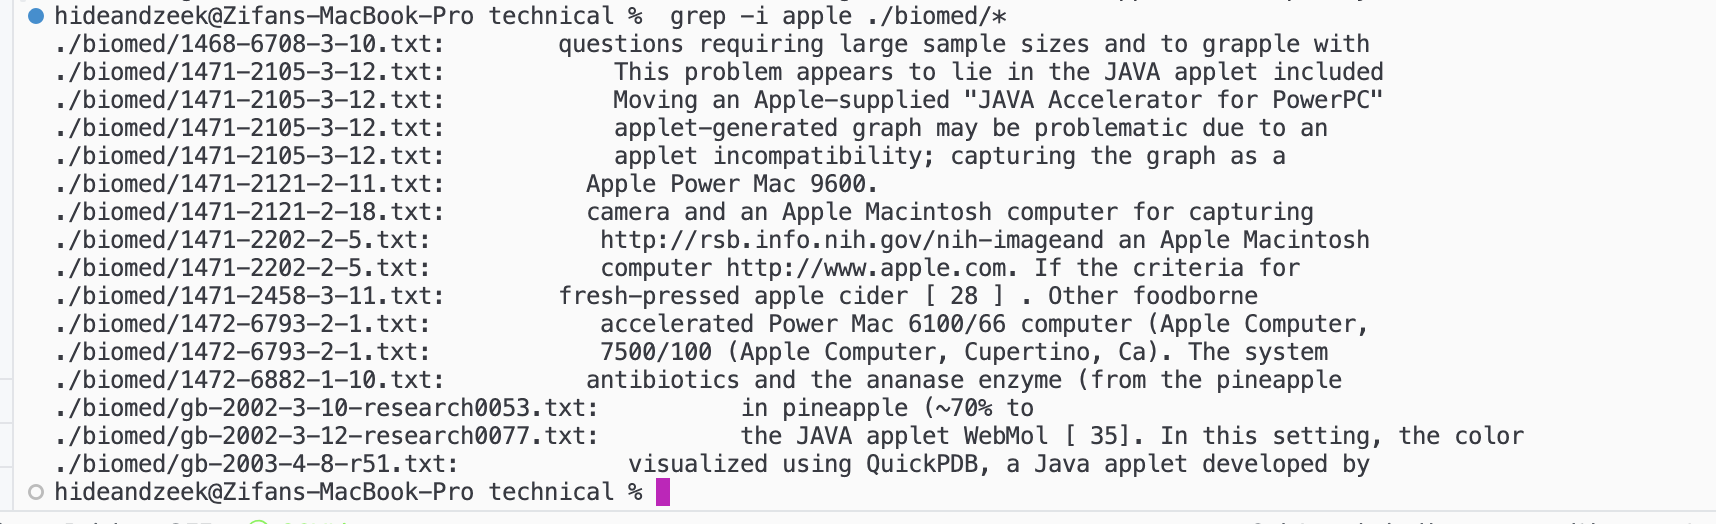 hideandzeek@Zifans-MacBook-Pro technical %  grep -i apple ./biomed/*
./biomed/1468-6708-3-10.txt:        questions requiring large sample sizes and to grapple with
./biomed/1471-2105-3-12.txt:            This problem appears to lie in the JAVA applet included
./biomed/1471-2105-3-12.txt:            Moving an Apple-supplied "JAVA Accelerator for PowerPC"
./biomed/1471-2105-3-12.txt:            applet-generated graph may be problematic due to an
./biomed/1471-2105-3-12.txt:            applet incompatibility; capturing the graph as a
./biomed/1471-2121-2-11.txt:          Apple Power Mac 9600.
./biomed/1471-2121-2-18.txt:          camera and an Apple Macintosh computer for capturing
./biomed/1471-2202-2-5.txt:            http://rsb.info.nih.gov/nih-imageand an Apple Macintosh
./biomed/1471-2202-2-5.txt:            computer http://www.apple.com. If the criteria for
./biomed/1471-2458-3-11.txt:        fresh-pressed apple cider [ 28 ] . Other foodborne
./biomed/1472-6793-2-1.txt:            accelerated Power Mac 6100/66 computer (Apple Computer,
./biomed/1472-6793-2-1.txt:            7500/100 (Apple Computer, Cupertino, Ca). The system
./biomed/1472-6882-1-10.txt:          antibiotics and the ananase enzyme (from the pineapple
./biomed/gb-2002-3-10-research0053.txt:          in pineapple (~70% to
./biomed/gb-2002-3-12-research0077.txt:          the JAVA applet WebMol [ 35]. In this setting, the color
./biomed/gb-2003-4-8-r51.txt:            visualized using QuickPDB, a Java applet developed by
hideandzeek@Zifans-MacBook-Pro technical %